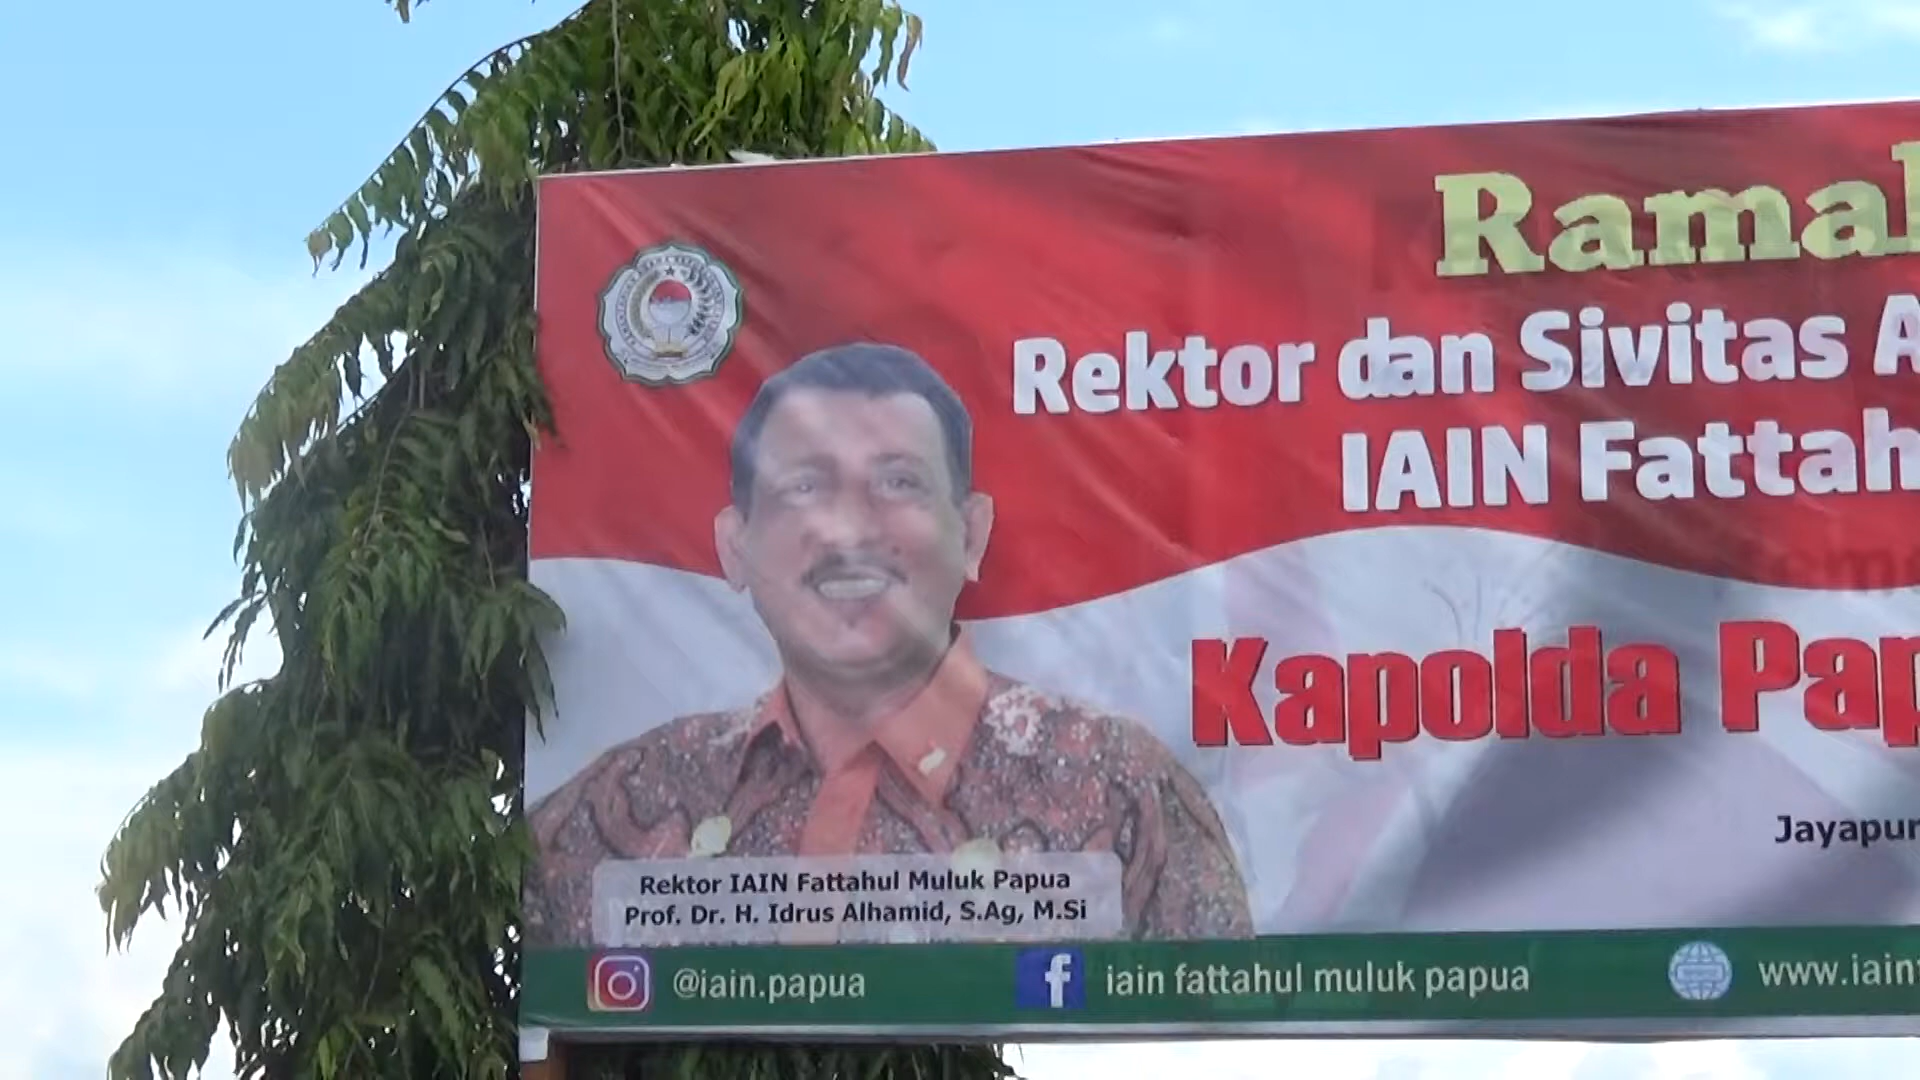 Ramah
Rektor dan Sivitas A
IAIN Fattah
Kapolda Pap
Jayapur
Rektor IAIN Fattahul Muluk Papua
Prof. Dr. H. Idrus Alhamid, S.Ag, M.Si
@iain.papua
iain fattahul muluk papua
www.iain